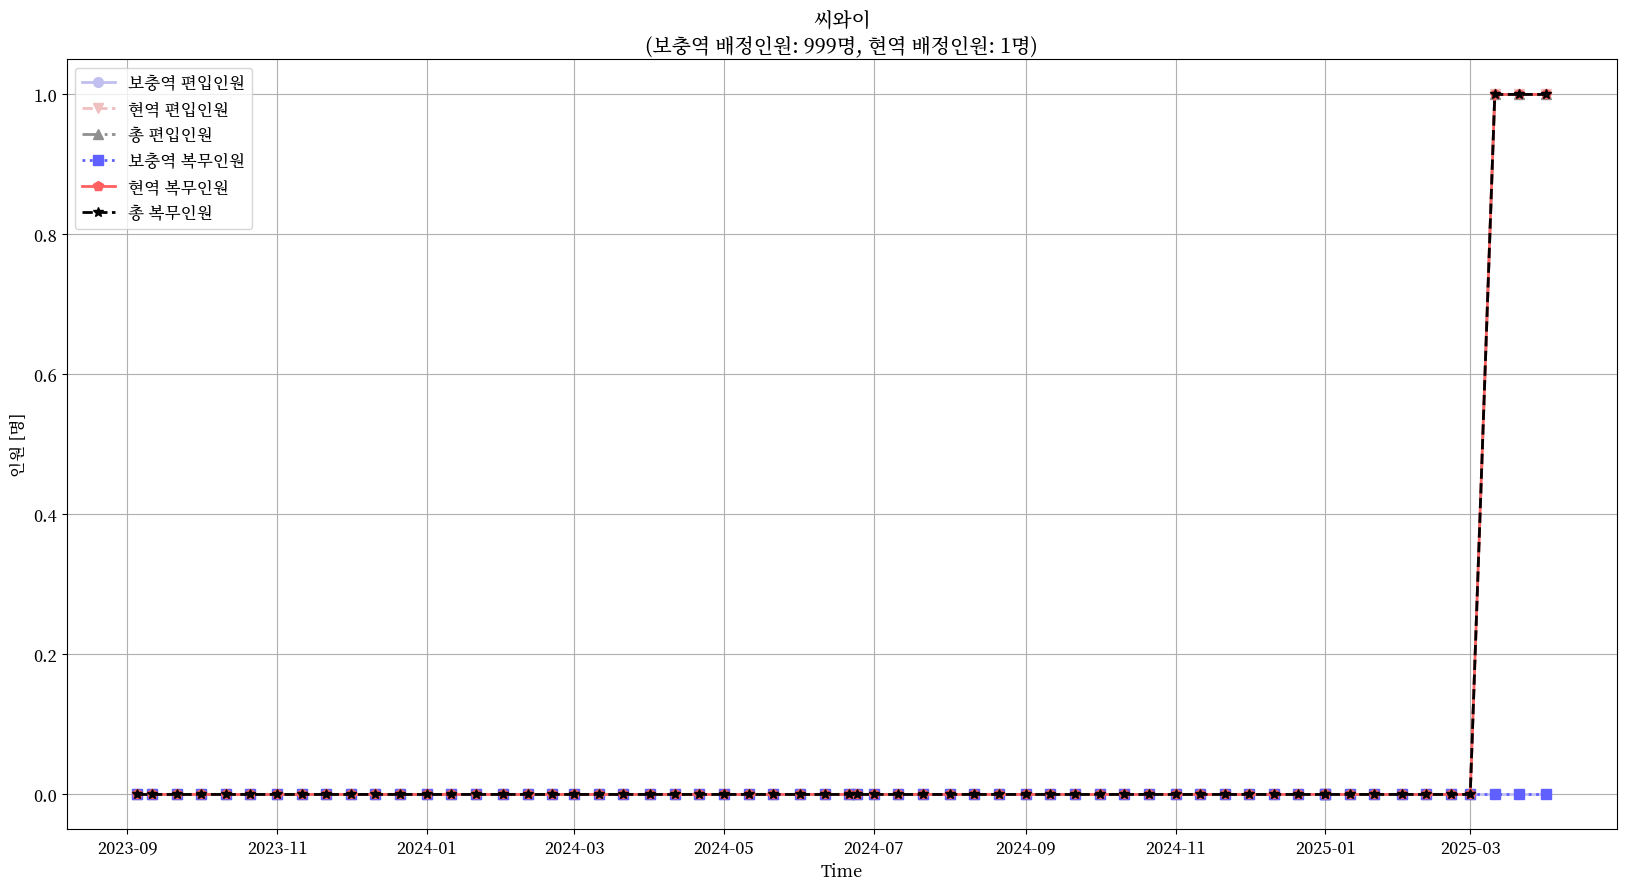 씨와이
(보충역 배정인원: 999명, 현역 배정인원: 1명)
보충역 편입인원
현역 편입인원
총 편입인원
보충역 복무인원
현역 복무인원
총 복무인원
1.0
0.8
0.6
0.4
0.2
0.0
인원 [명]
2023-09 2023-11 2024-01 2024-03 2024-05 2024-07 2024-09 2024-11 2025-01 2025-03
Time